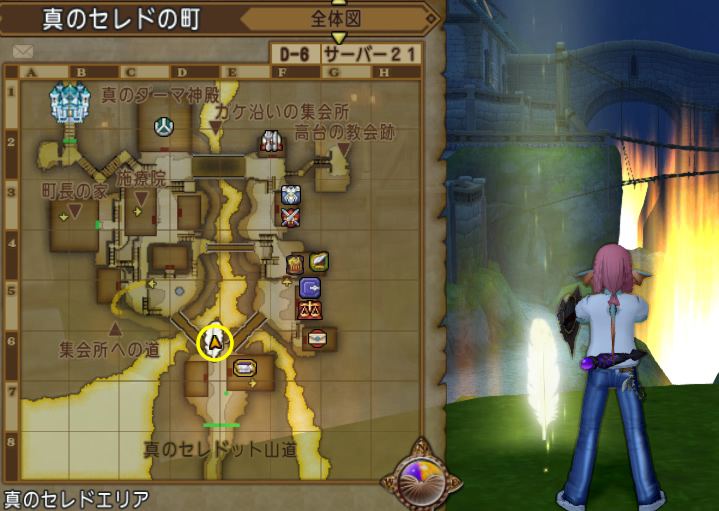 真のセレドの町
全体図
D-6 サーバー21
A B C D E F G H
1
真のダーマ神殿
ガケ沿いの集会所
2
高台の教会跡
3
町長の家
施療院
4
5
6
集会所への道
7
8
真のセレドット山道
N
真のセレドエリア